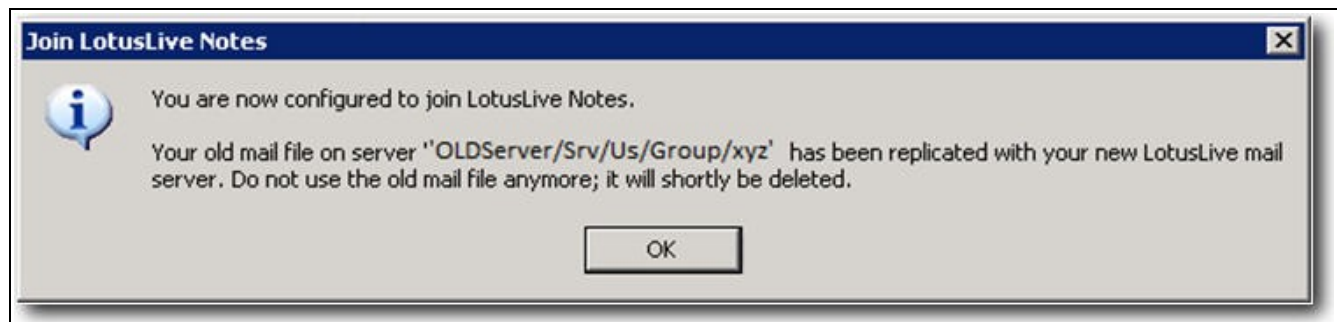 Join LotusLive Notes
You are now configured to join LotusLive Notes.
Your old mail file on server ''OLDServer/Srv/Us/Group/xyz' has been replicated with your new LotusLive mail
server. Do not use the old mail file anymore; it will shortly be deleted.
OK